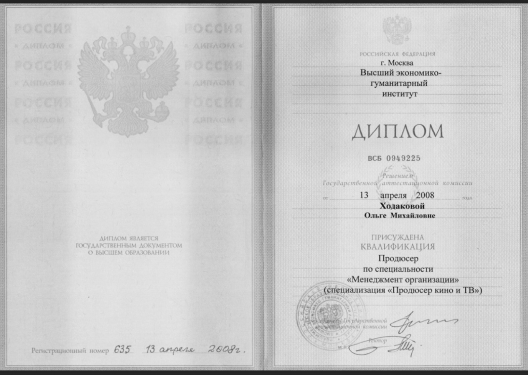 РОССИЯ РОССИЯ
ДИПЛОМ ДИПЛОМ
РОССИЯ РОССИЯ
ДИПЛОМ ДИПЛОМ
РОССИЯ РОССИЯ
ДИПЛОМ ЯВЛЯЕТСЯ
ГОСУДАРСТВЕННЫМ ДОКУМЕНТОМ
О ВЫСШЕМ ОБРАЗОВАНИИ
Регистрационный номер 635 13 апреля 2008г.
РОССИЙСКАЯ ФЕДЕРАЦИЯ
г. Москва
Высший экономико-
гуманитарный
институт
ДИПЛОМ
ВСБ 0949225
Решением
Государственной аттестационной комиссии
от 13 апреля 2008 года
Ходаковой
Ольге Михайловне
ПРИСУЖДЕНА
КВАЛИФИКАЦИЯ
Продюсер
по специальности
«Менеджмент организации»
(специализация «Продюсер кино и ТВ»)
Государственной
аттестационной комиссии
Ректор